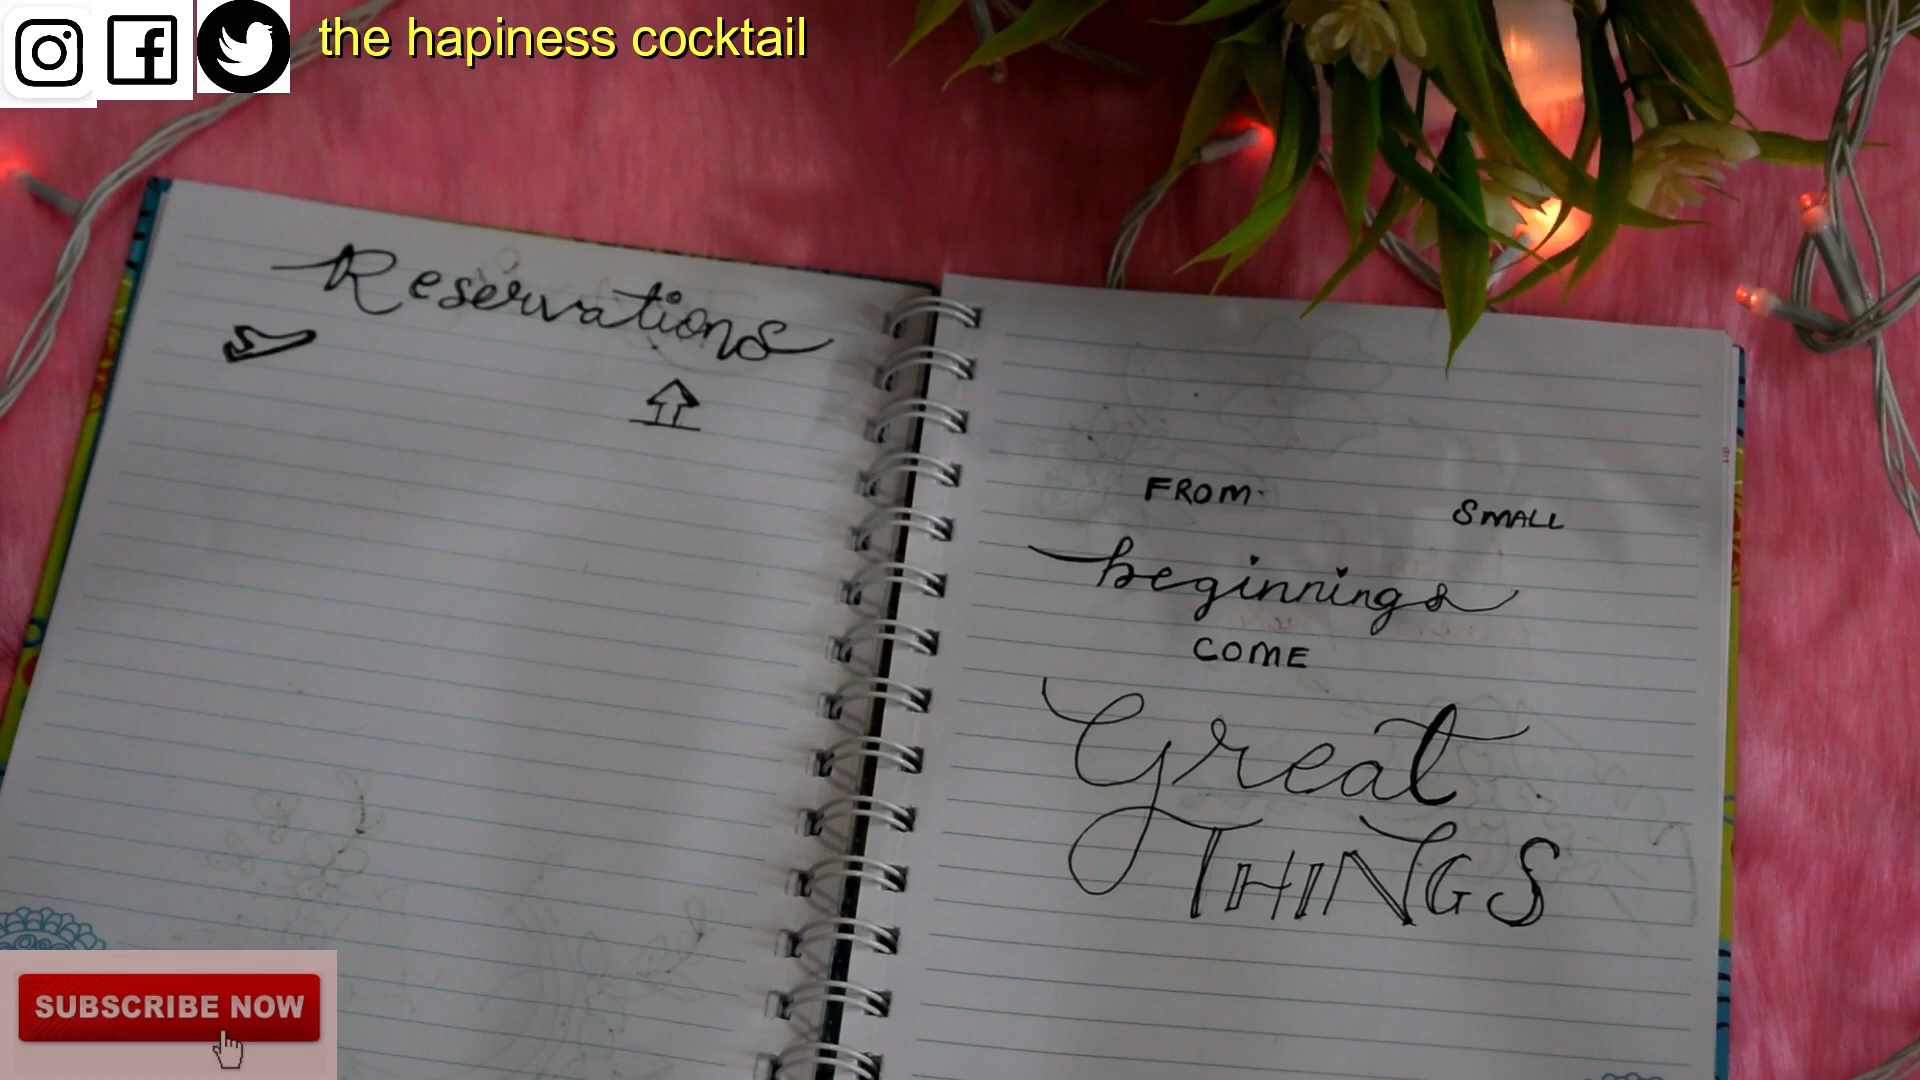 the hapiness cocktail
Reservations
FROM SMALL
beginnings
COME
Great
THINGS
SUBSCRIBE NOW